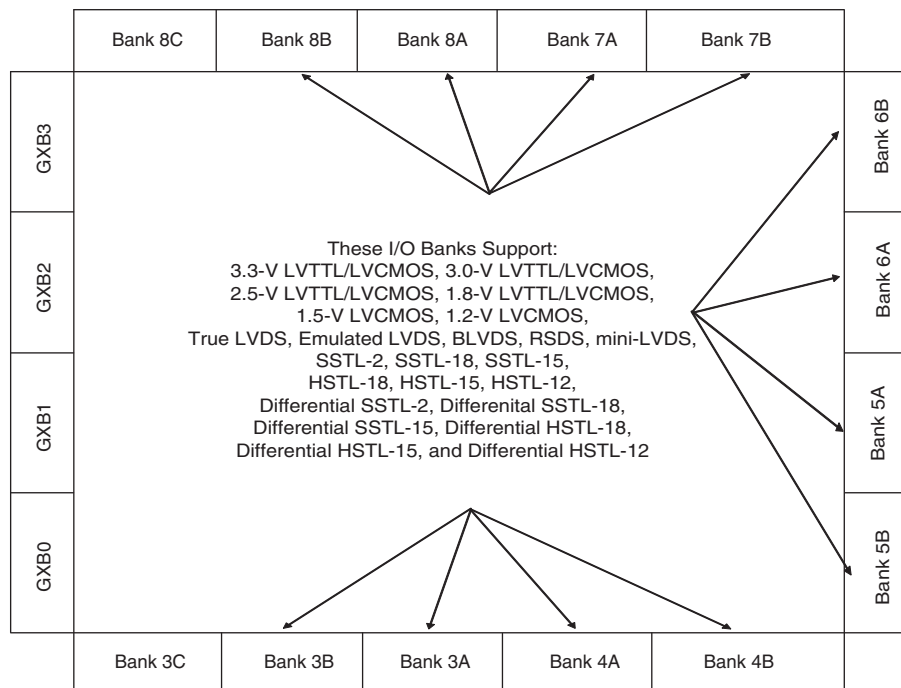 Bank 8C
Bank 8B
Bank 8A
Bank 7A
Bank 7B
GXB3
GXB2
GXB1
GXB0
Bank 6B
Bank 6A
Bank 5A
Bank 5B
These I/O Banks Support:
3.3-V LVTTL/LVCMOS, 3.0-V LVTTL/LVCMOS,
2.5-V LVTTL/LVCMOS, 1.8-V LVTTL/LVCMOS,
1.5-V LVCMOS, 1.2-V LVCMOS,
True LVDS, Emulated LVDS, BLVDS, RSDS, mini-LVDS,
SSTL-2, SSTL-18, SSTL-15,
HSTL-18, HSTL-15, HSTL-12,
Differential SSTL-2, Differenital SSTL-18,
Differential SSTL-15, Differential HSTL-18,
Differential HSTL-15, and Differential HSTL-12
Bank 3C
Bank 3B
Bank 3A
Bank 4A
Bank 4B